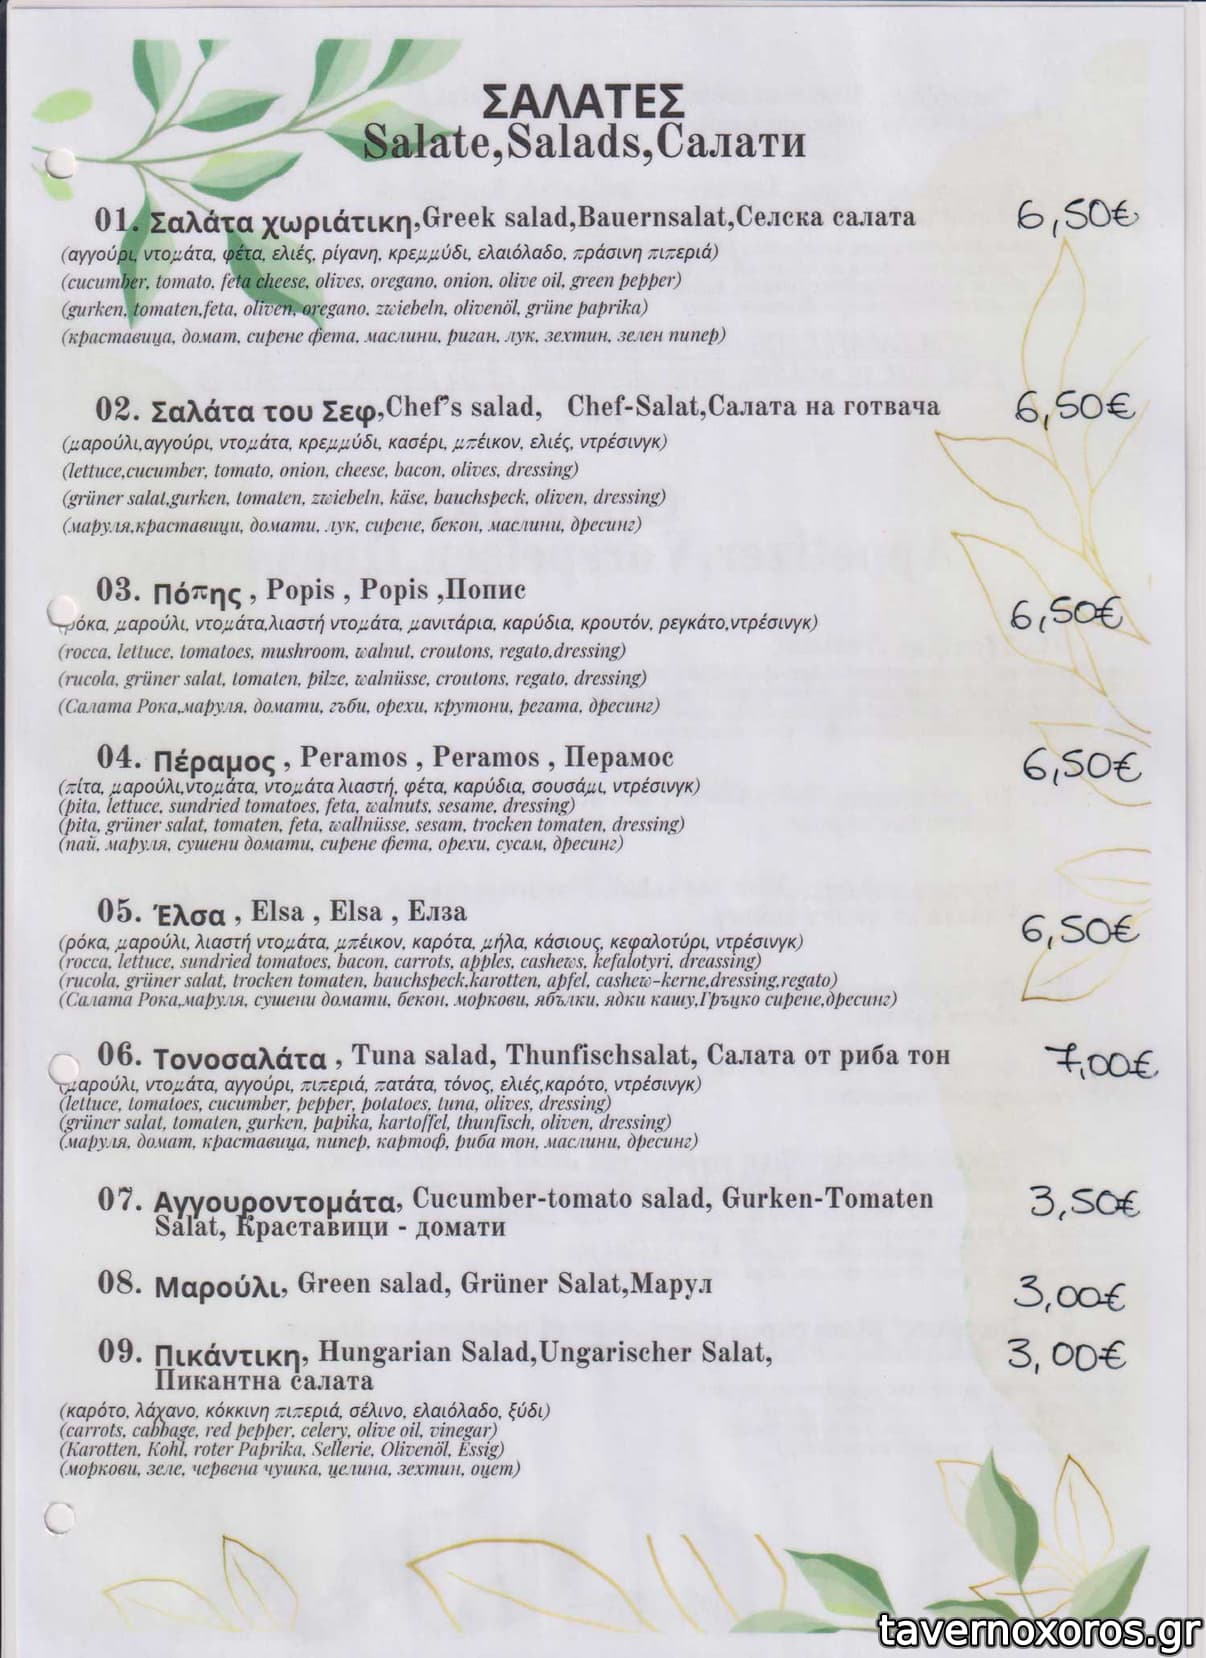 ΣΑΛΑΤΕΣ
Salate,Salads,Салати
01. Σαλάτα χωριάτικη,Greek salad,Bauernsalat,Селска салата 6,50€
(αγγούρι, ντομάτα, φέτα, ελιές, ρίγανη, κρεμμύδι, ελαιόλαδο, πράσινη πιπεριά)
(cucumber, tomato, feta cheese, olives, oregano, onion, olive oil, green pepper)
(gurken, tomaten,feta, oliven, oregano, zwiebeln, olivenöl, grüne paprika)
(краставица, домат, сирене фета, маслини, риган, лук, зехтин, зелен пипер)
02. Σαλάτα του Σεφ,Chef's salad, Chef-Salat,Салата на готвача 6,50€
(μαρούλι,αγγούρι, ντομάτα, κρεμμύδι, κασέρι, μπέικον, ελιές, ντρέσινγκ)
(lettuce,cucumber, tomato, onion, cheese, bacon, olives, dressing)
(grüner salat,gurken, tomaten, zwiebeln, käse, bauchspeck, oliven, dressing)
(маруля,краставици, домати, лук, сирене, бекон, маслини, дресинг)
03. Πόπης , Popis , Popis ,Попис 6,50€
(ρόκα, μαρούλι, ντομάτα,λιαστή ντομάτα, μανιτάρια, καρύδια, κρουτόν, ρεγκάτο,ντρέσινγκ)
(rocca, lettuce, tomatoes, mushroom, walnut, croutons, regato,dressing)
(rucola, grüner salat, tomaten, pilze, walnüsse, croutons, regato, dressing)
(Салата Рока,маруля, домати, гъби, орехи, крутони, регата, дресинг)
04. Πέραμος , Peramos , Peramos , Перамос 6,50€
(πίτα, μαρούλι,ντομάτα, ντομάτα λιαστή, φέτα, καρύδια, σουσάμι, ντρέσινγκ)
(pita, lettuce, sundried tomatoes, feta, walnuts, sesame, dressing)
(pita, grüner salat, tomaten, feta, wallnüsse, sesam, trocken tomaten, dressing)
(пай, маруля, сушени домати, сирене фета, орехи, сусам, дресинг)
05. Έλσα , Elsa , Elsa , Елза 6,50€
(ρόκα, μαρούλι, λιαστή ντομάτα, μπέικον, καρότα, μήλα, κάσιους, κεφαλοτύρι, ντρέσινγκ)
(rocca, lettuce, sundried tomatoes, bacon, carrots, apples, cashews, kefalotyri, dreassing)
(rucola, grüner salat, trocken tomaten, bauchspeck,karotten, apfel, cashew-kerne,dressing,regato)
(Салата Рока,маруля, сушени домати, бекон, моркови, ябълки, ядки кашу,Гръцко сирене,дресинг)
06. Τονοσαλάτα , Tuna salad, Thunfischsalat, Салата от риба тон 7,00€
(μαρούλι, ντομάτα, αγγούρι, πιπεριά, πατάτα, τόνος, ελιές,καρότο, ντρέσινγκ)
(lettuce, tomatoes, cucumber, pepper, potatoes, tuna, olives, dressing)
(grüner salat, tomaten, gurken, papika, kartoffel, thunfisch, oliven, dressing)
(маруля, домат, краставица, пипер, картоф, риба тон, маслини, дресинг)
07. Αγγουροντομάτα, Cucumber-tomato salad, Gurken-Tomaten 3,50€
Salat, Краставици - домати
08. Μαρούλι, Green salad, Grüner Salat,Марул 3,00€
09. Πικάντικη, Hungarian Salad,Ungarischer Salat, 3,00€
Пикантна салата
(καρότο, λάχανο, κόκκινη πιπεριά, σέλινο, ελαιόλαδο, ξύδι)
(carrots, cabbage, red pepper, celery, olive oil, vinegar)
(Karotten, Kohl, roter Paprika, Sellerie, Olivenöl, Essig)
(моркови, зеле, червена чушка, целина, зехтин, оцет)
tavernoxoros.gr